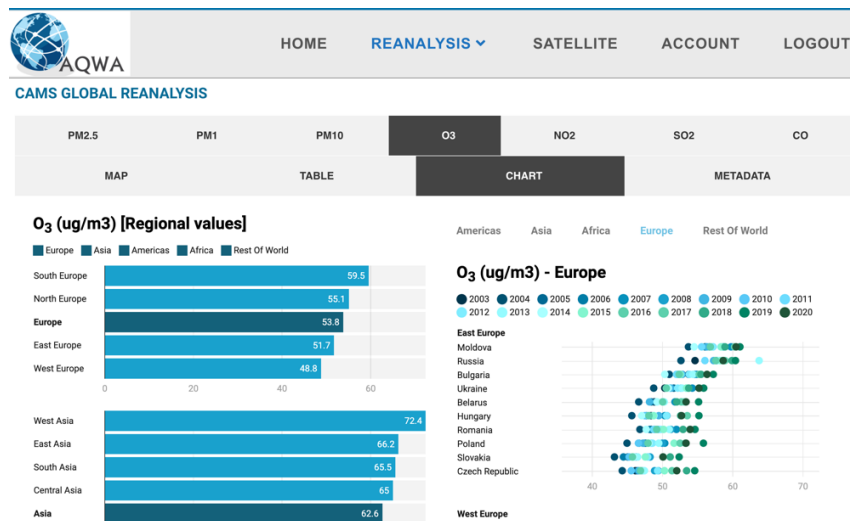 AQWA
HOME REANALYSIS SATELLITE ACCOUNT LOGOUT
CAMS GLOBAL REANALYSIS
PM2.5 PM1 PM10 O3 NO2 SO2 CO
MAP TABLE CHART METADATA
O3 (ug/m3) [Regional values]
Europe Asia Americas Africa Rest Of World
South Europe 59.5
North Europe 55.1
Europe 53.8
East Europe 51.7
West Europe 48.8
0 20 40 60
West Asia 72.4
East Asia 66.2
South Asia 65.5
Central Asia 65
Asia 62.6
Americas Asia Africa Europe Rest Of World
O3 (ug/m3) - Europe
2003 2004 2005 2006 2007 2008 2009 2010 2011
2012 2013 2014 2015 2016 2017 2018 2019 2020
East Europe
Moldova
Russia
Bulgaria
Ukraine
Belarus
Hungary
Romania
Poland
Slovakia
Czech Republic
40 50 60 70
West Europe